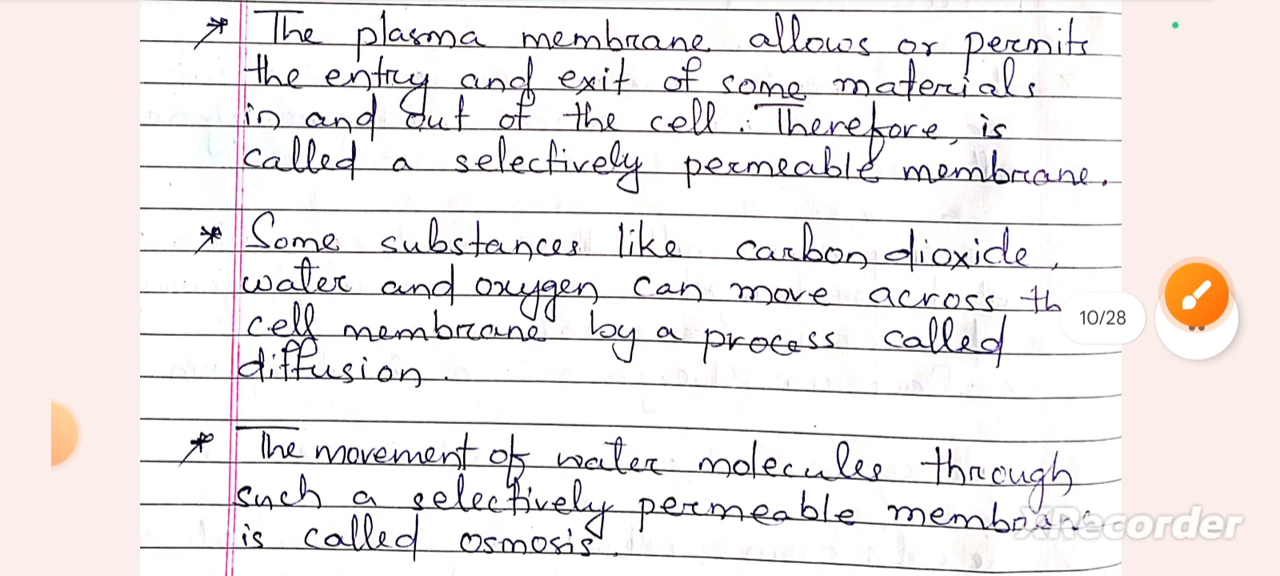 * The plasma membrane allows or permits
the entry and exit of some materials
in and out of the cell. Therefore, is
called a selectively permeable membrane.
* Some substances like carbon dioxide,
water and oxygen can move across th
10/28
cell membrane by a process called
diffusion.
* The movement of water molecules through
such a selectively permeable membrane
is called osmosis.
XRecorder